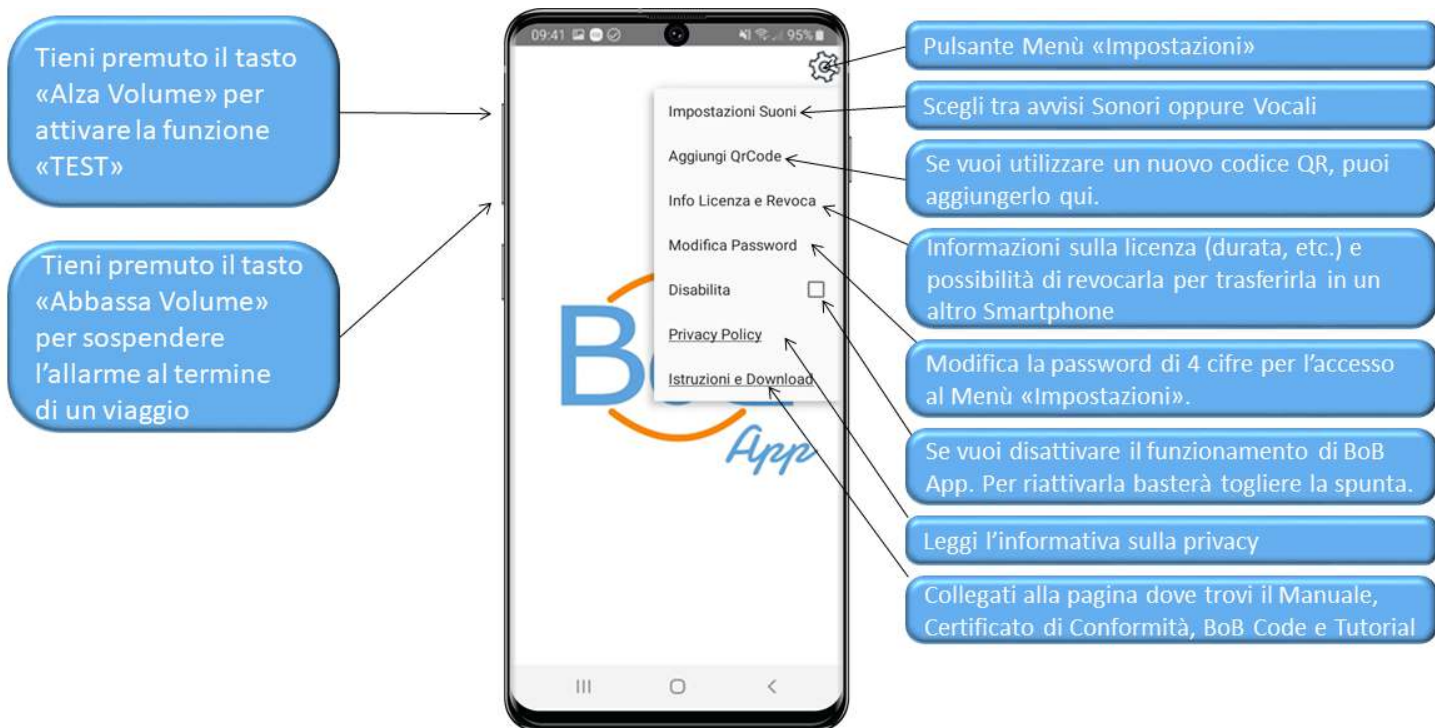 Tieni premuto il tasto
«Alza Volume» per
attivare la funzione
«TEST»
Tieni premuto il tasto
«Abbassa Volume»
per sospendere
l'allarme al termine
di un viaggio
09:41
95%
Impostazioni Suoni
Aggiungi QrCode
Info Licenza e Revoca
Modifica Password
Disabilita
Privacy Policy
Istruzioni e Download
App
Pulsante Menù «Impostazioni»
Scegli tra avvisi Sonori oppure Vocali
Se vuoi utilizzare un nuovo codice QR, puoi
aggiungerlo qui.
Informazioni sulla licenza (durata, etc.) e
possibilità di revocarla per trasferirla in un
altro Smartphone
Modifica la password di 4 cifre per l'accesso
al Menù «Impostazioni».
Se vuoi disattivare il funzionamento di BoB
App. Per riattivarla basterà togliere la spunta.
Leggi l'informativa sulla privacy
Collegati alla pagina dove trovi il Manuale,
Certificato di Conformità, BoB Code e Tutorial